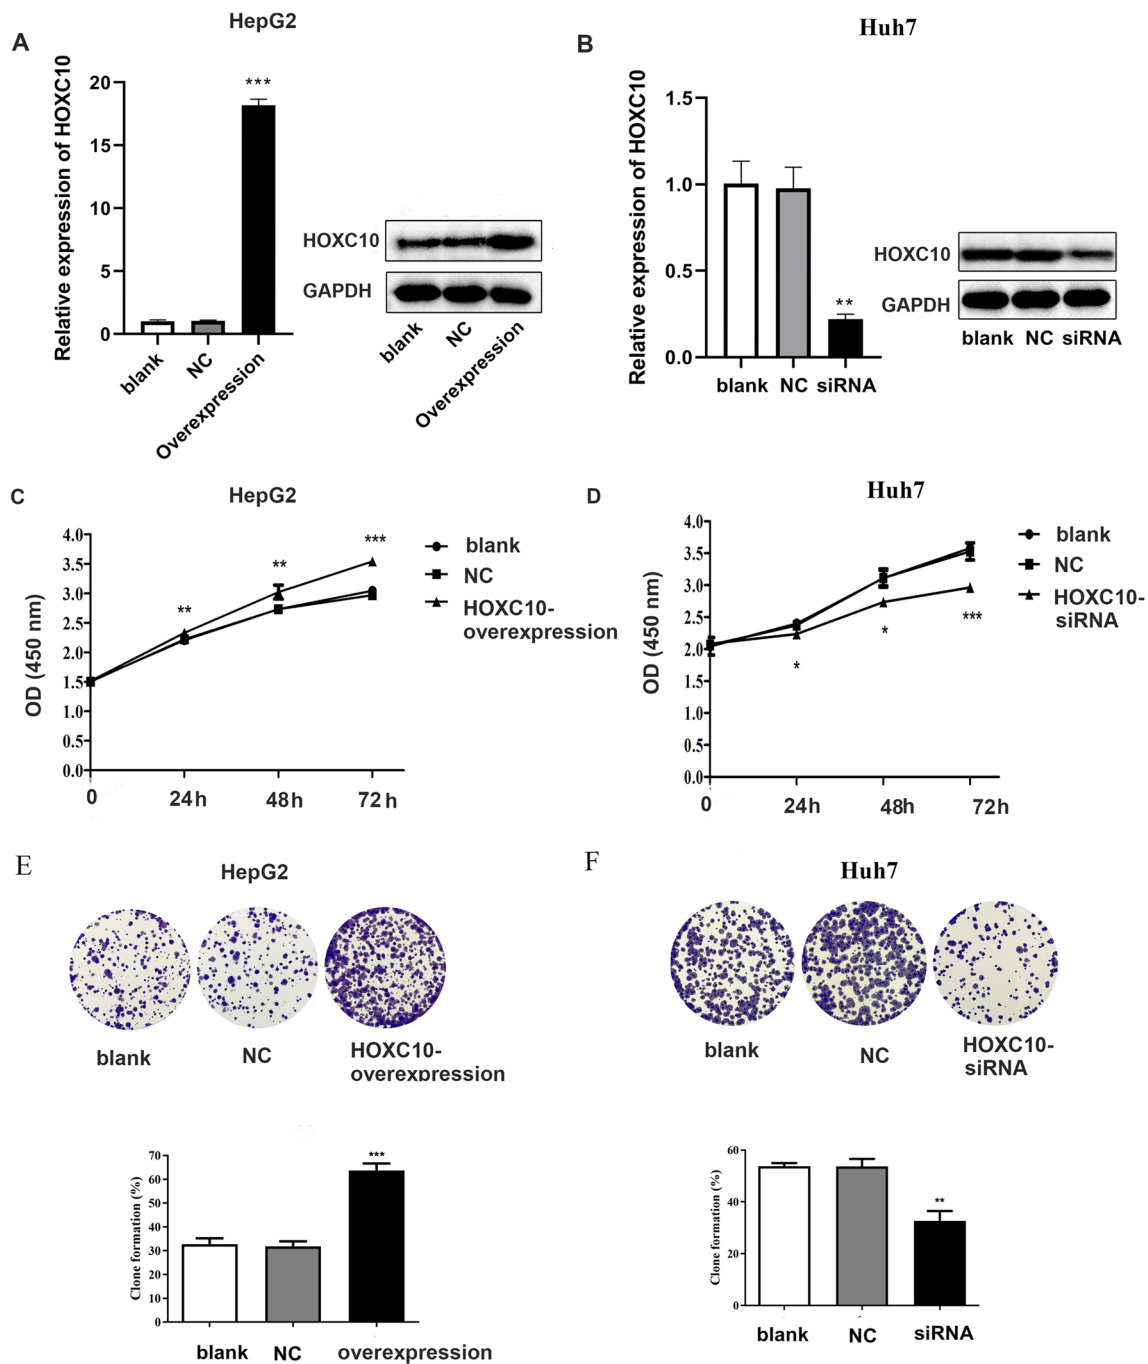 A
HepG2
Relative expression of HOXC10
20
15
10
5
0
***
blank
NC
Overexpression
HOXC10
GAPDH
blank
NC
Overexpression
B
Huh7
Relative expression of HOXC10
1.5
1.0
0.5
0.0
**
blank NC siRNA
HOXC10
GAPDH
blank NC siRNA
C
HepG2
OD (450 nm)
4.0
3.5
3.0
2.5
2.0
1.5
1.0
0.5
0.0
**
**
***
0 24h 48h 72h
blank
NC
HOXC10-
overexpression
D
Huh7
OD (450 nm)
4.0
3.5
3.0
2.5
2.0
1.5
1.0
0.5
0.0
*
*
***
0 24h 48h 72h
blank
NC
HOXC10-
siRNA
E
HepG2
blank
NC
HOXC10-
overexpression
Clone formation (%)
70
60
50
40
30
20
10
0
***
blank NC overexpression
F
Huh7
blank
NC
HOXC10-
siRNA
Clone formation (%)
60
40
20
0
**
blank NC siRNA